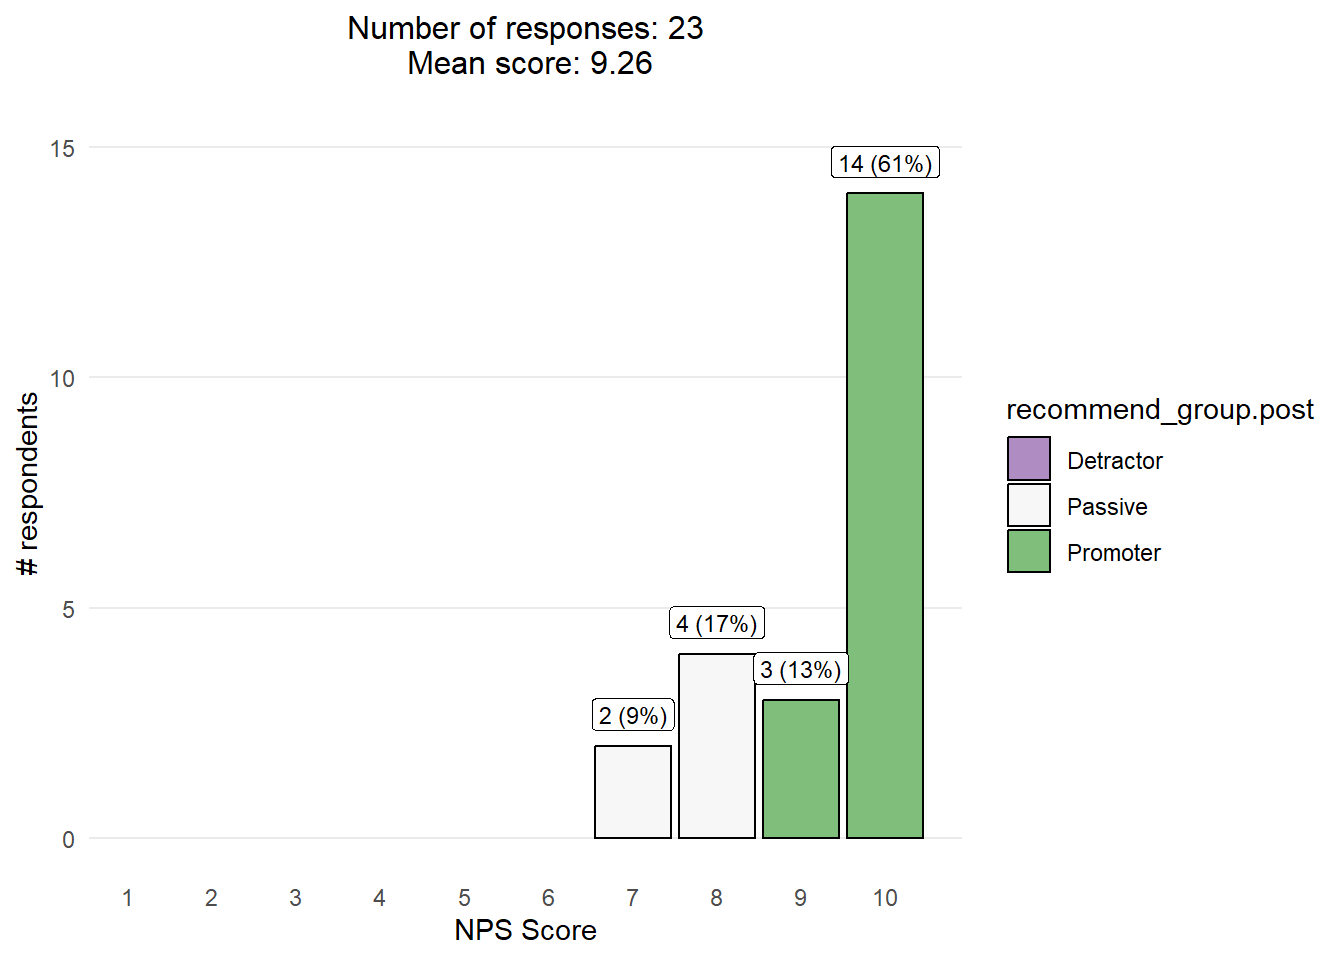 Number of responses: 23
Mean score: 9.26
15
14 (61%)
10
# respondents
recommend_group.post
Detractor
Passive
Promoter
5
4 (17%)
3 (13%)
2 (9%)
0
1 2 3 4 5 6 7 8 9 10
NPS Score